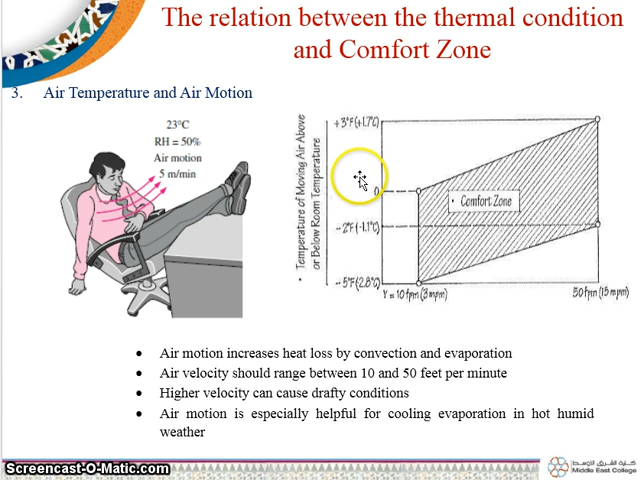 The relation between the thermal condition
and Comfort Zone
3. Air Temperature and Air Motion
23°C
RH = 50%
Air motion
5 m/min
• Temperature of Moving Air Above
or Below Room Temperature
+3°F(+1.7°C)
0
-2°F(-1.1°C)
-5°F(2.8°C)
• Comfort Zone
Y = 10 fpm (3 mpm)
50 fpm (15 mpm)
• Air motion increases heat loss by convection and evaporation
• Air velocity should range between 10 and 50 feet per minute
• Higher velocity can cause drafty conditions
• Air motion is especially helpful for cooling evaporation in hot humid
weather
Screencast-O-Matic.com
كلية الشرق الأوسط
Middle East College